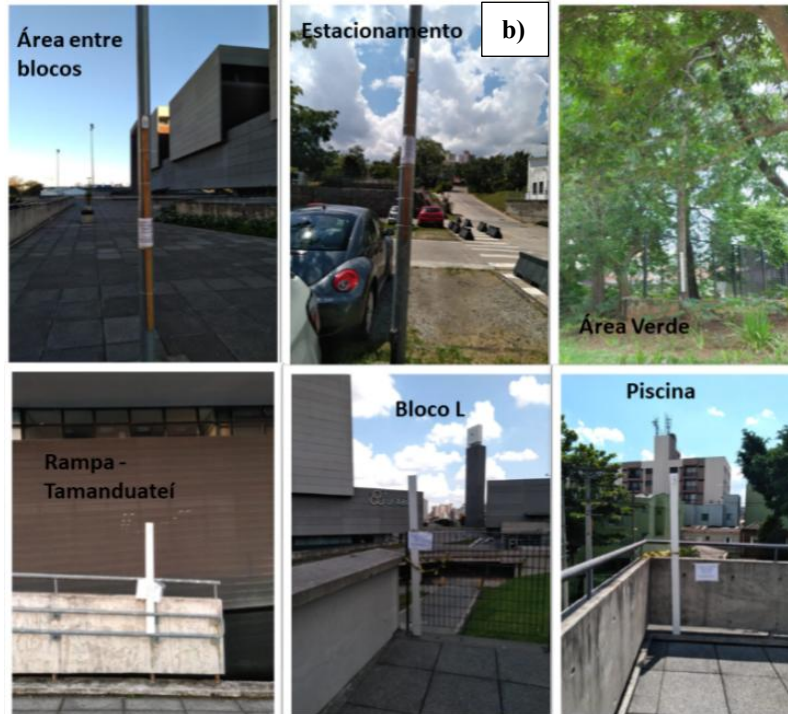 Área entre
blocos
Estacionamento
b)
Área Verde
Rampa -
Tamanduateí
Bloco L
Piscina